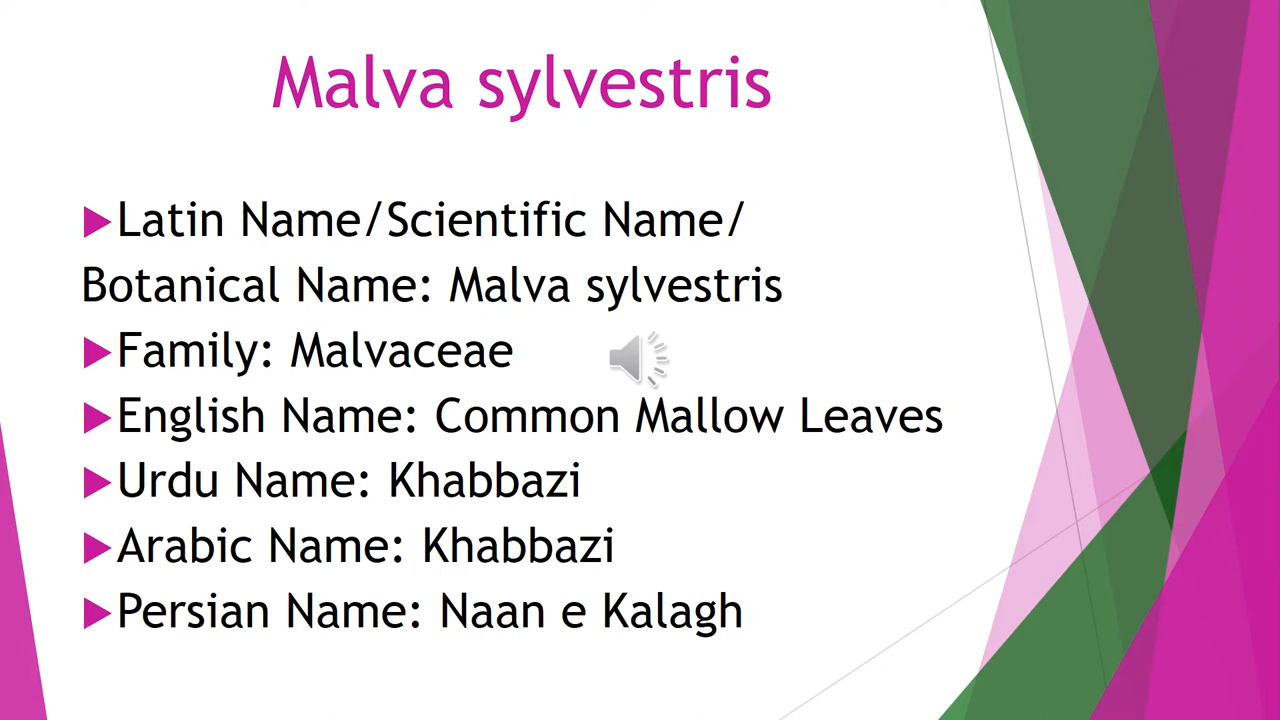 Malva sylvestris
Latin Name/Scientific Name/
Botanical Name: Malva sylvestris
Family: Malvaceae
English Name: Common Mallow Leaves
Urdu Name: Khabbazi
Arabic Name: Khabbazi
Persian Name: Naan e Kalagh